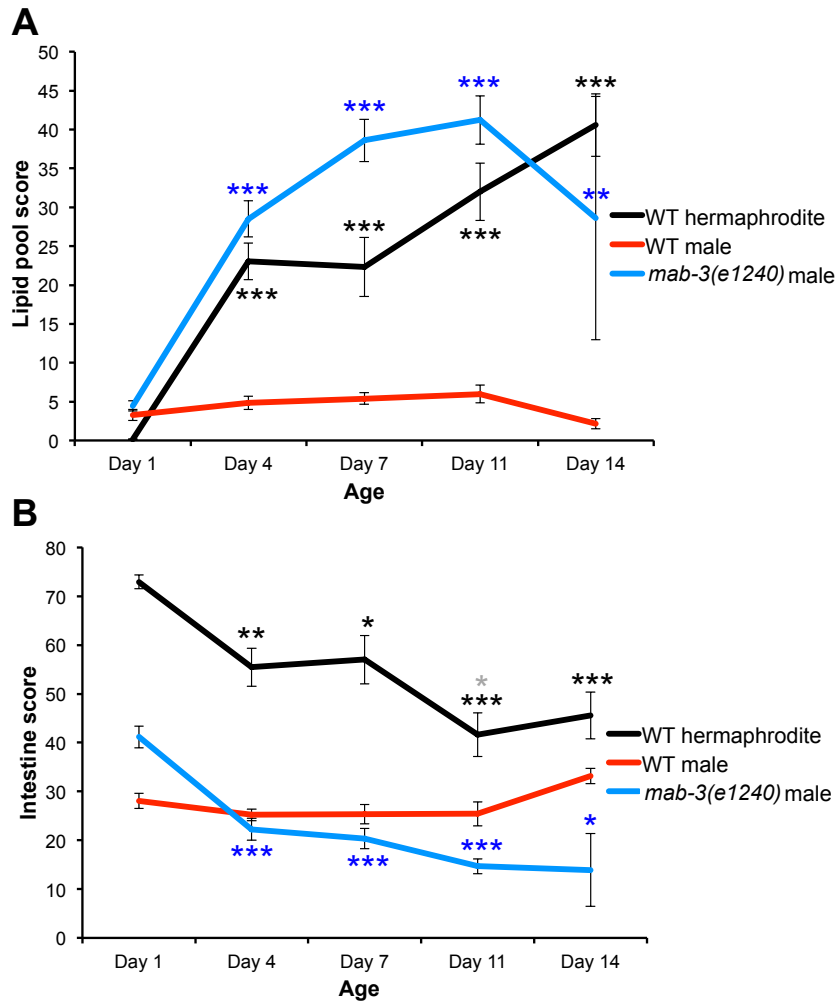 A
50
45
40
35
30
25
20
15
10
5
0
Lipid pool score
***
***
***
***
***
***
***
**
***
WT hermaphrodite
WT male
mab-3(e1240) male
Day 1 Day 4 Day 7 Day 11 Day 14
Age
B
80
70
60
50
40
30
20
10
0
Intestine score
**
*
*
***
***
***
***
***
*
WT hermaphrodite
WT male
mab-3(e1240) male
Day 1 Day 4 Day 7 Day 11 Day 14
Age